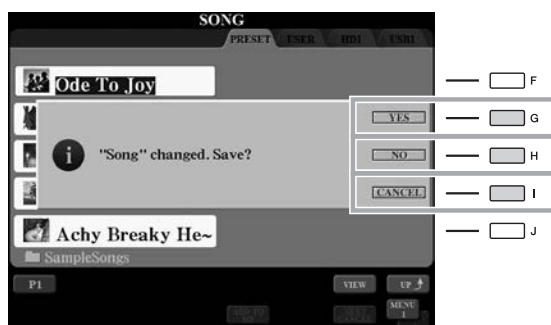 SONG
PRESET USER HD1 USB1
Ode To Joy
F
YES
G
"Song" changed. Save?
NO
H
CANCEL
I
Achy Breaky He~
J
SampleSongs
P1 VIEW UP
MENU 1